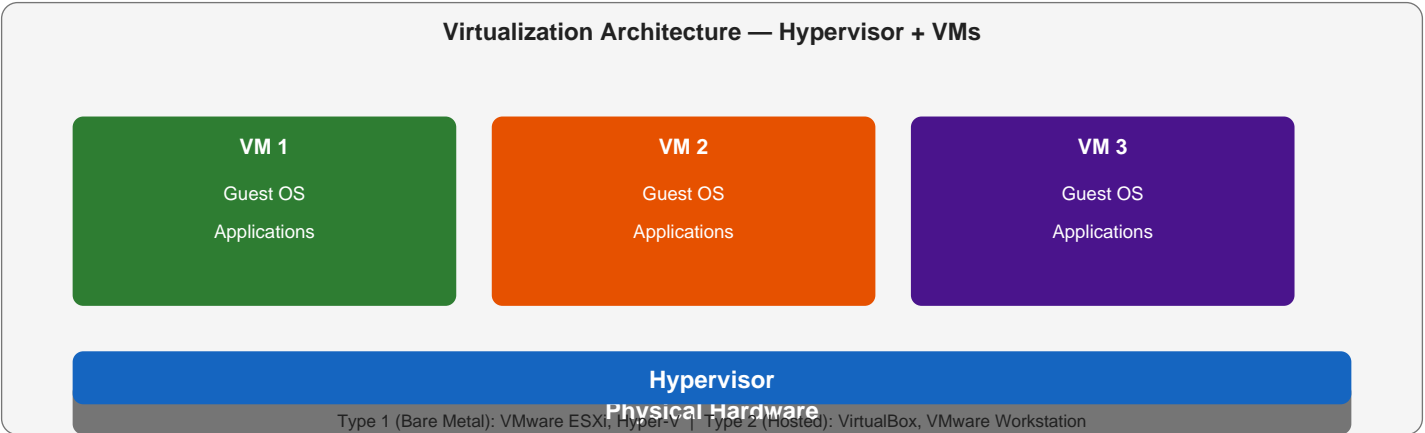 Virtualization Architecture — Hypervisor + VMs
VM 1
Guest OS
Applications
VM 2
Guest OS
Applications
VM 3
Guest OS
Applications
Hypervisor
Physical Hardware
Type 1 (Bare Metal): VMware ESXi, Hyper-V | Type 2 (Hosted): VirtualBox, VMware Workstation